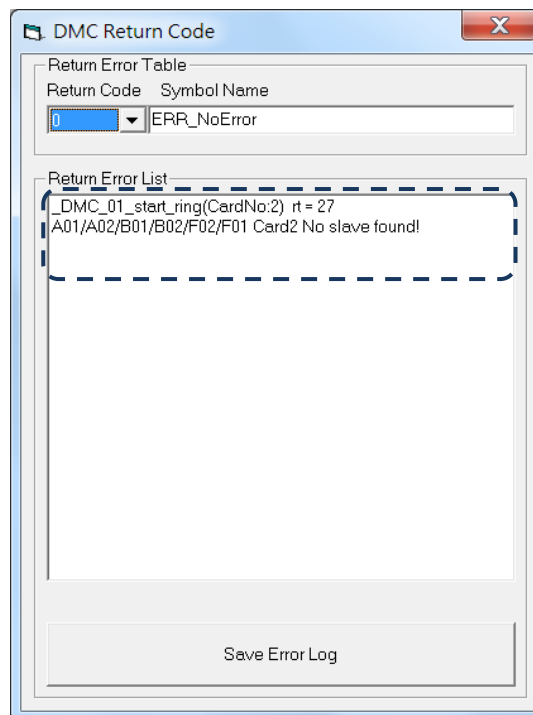 DMC Return Code
Return Error Table
Return Code Symbol Name
0 ERR_NoError
Return Error List
_DMC_01_start_ring(CardNo:2) rt = 27
A01/A02/B01/B02/F02/F01 Card2 No slave found!
Save Error Log